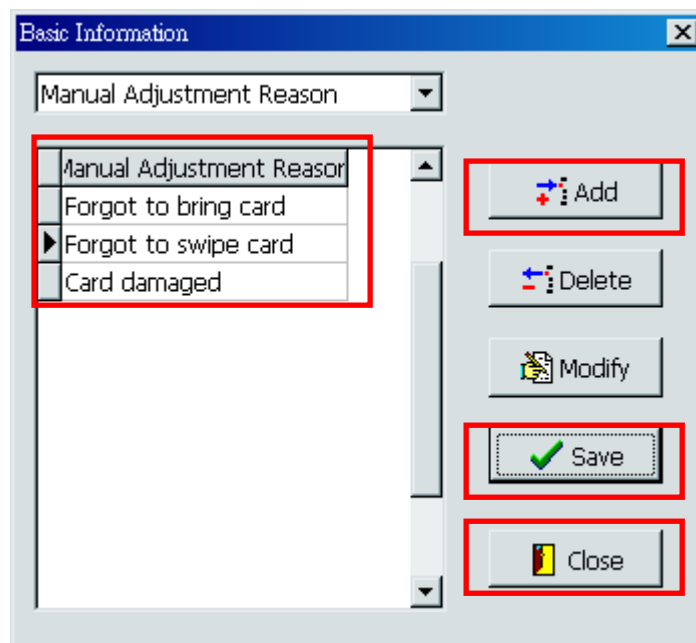 Basic Information
Manual Adjustment Reason
Manual Adjustment Reason
Forgot to bring card
Forgot to swipe card
Card damaged
Add
Delete
Modify
Save
Close